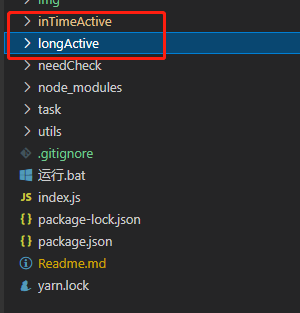 img
inTimeActive
longActive
needCheck
node_modules
task
utils
.gitignore
运行.bat
JS index.js
{} package-lock.json
{} package.json
Readme.md
yarn.lock